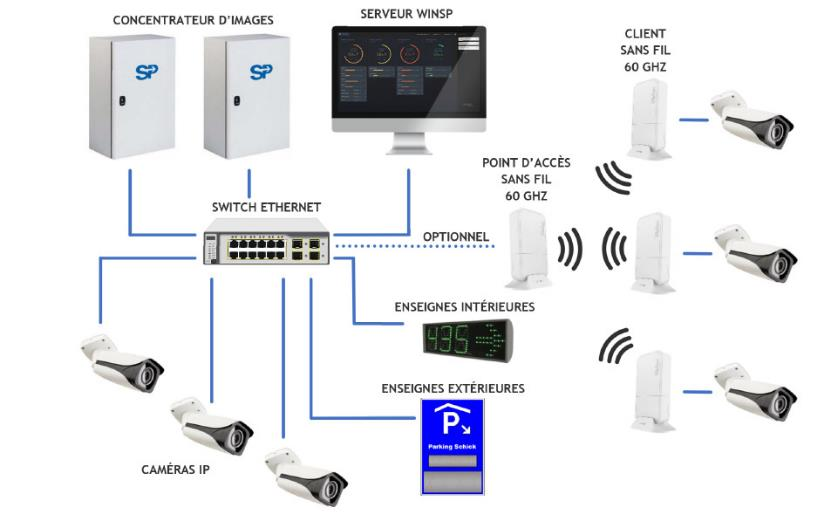 CONCENTRATEUR D'IMAGES
SERVEUR WINSP
CLIENT
SANS FIL
60 GHZ
SP
SP
POINT D'ACCÈS
SANS FIL
60 GHZ
SWITCH ETHERNET
OPTIONNEL
ENSEIGNES INTÉRIEURES
435
ENSEIGNES EXTÉRIEURES
P
Parking Schick
CAMÉRAS IP